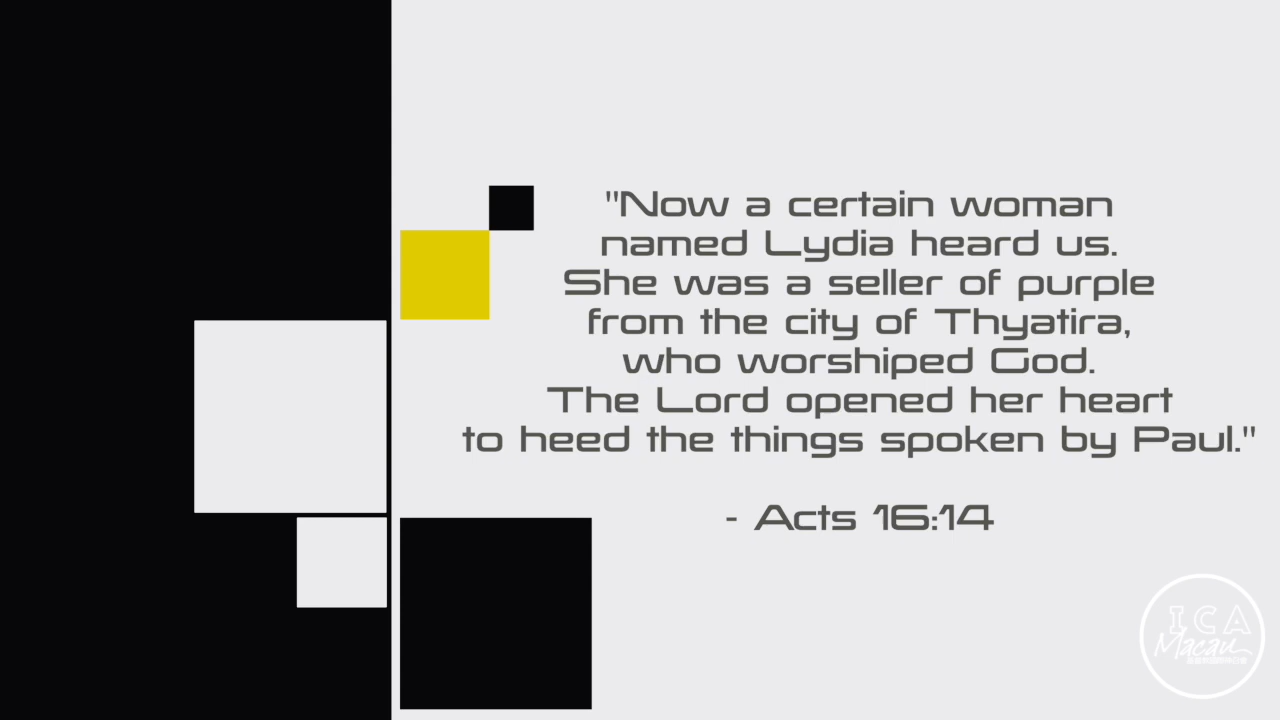 "Now a certain woman
named Lydia heard us.
She was a seller of purple
from the city of Thyatira,
who worshiped God.
The Lord opened her heart
to heed the things spoken by Paul."
- Acts 16:14
ICA
Macau